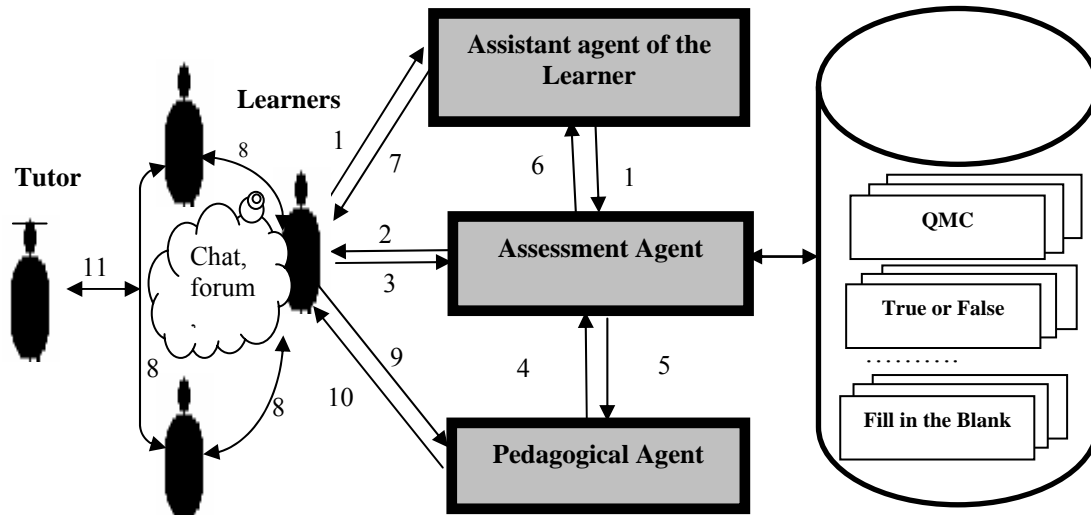 Assistant agent of the
Learner
Learners
1
7
8
6
1
Tutor
QMC
2
Assessment Agent
Chat,
forum
11
3
True or False
. . . . . . . . . .
9
4
5
8
10
8
Fill in the Blank
Pedagogical Agent